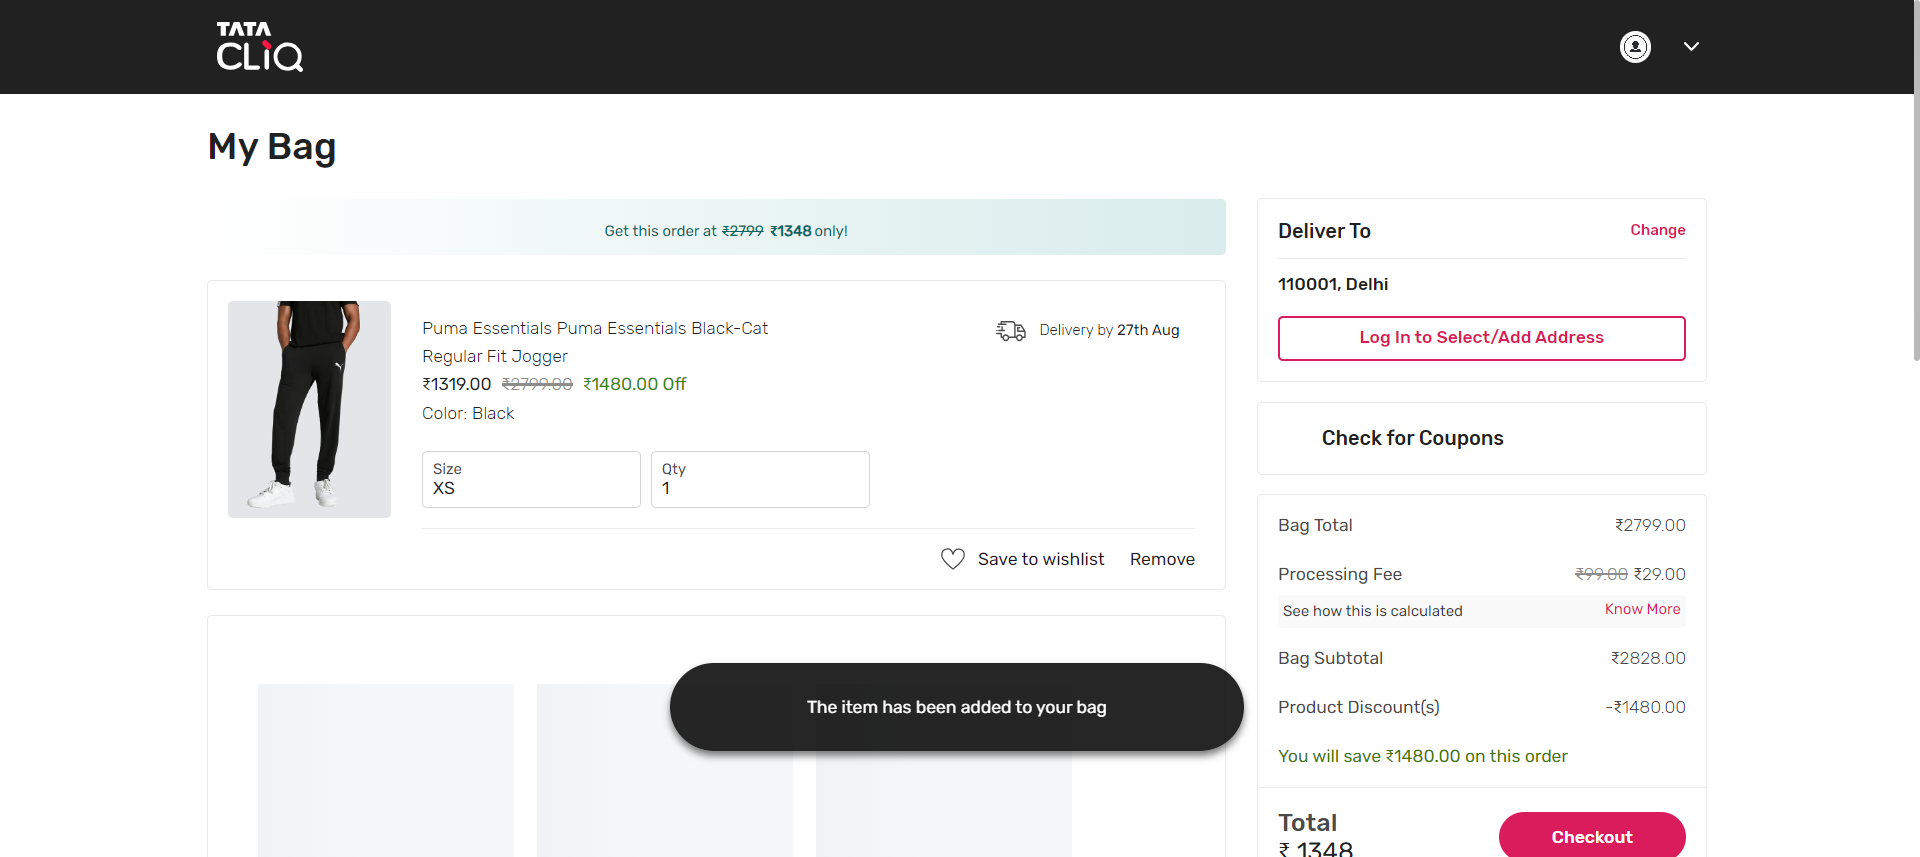 TATA
CLiQ
My Bag
Get this order at ₹2799 ₹1348 only!
Puma Essentials Puma Essentials Black-Cat
Regular Fit Jogger
₹1319.00 ₹2799.00 ₹1480.00 Off
Color: Black
Delivery by 27th Aug
Size
XS
Qty
1
Save to wishlist
Remove
The item has been added to your bag
Deliver To
Change
110001, Delhi
Log In to Select/Add Address
Check for Coupons
Bag Total ₹2799.00
Processing Fee ₹99.00 ₹29.00
See how this is calculated Know More
Bag Subtotal ₹2828.00
Product Discount(s) -₹1480.00
You will save ₹1480.00 on this order
Total
₹ 1348
Checkout